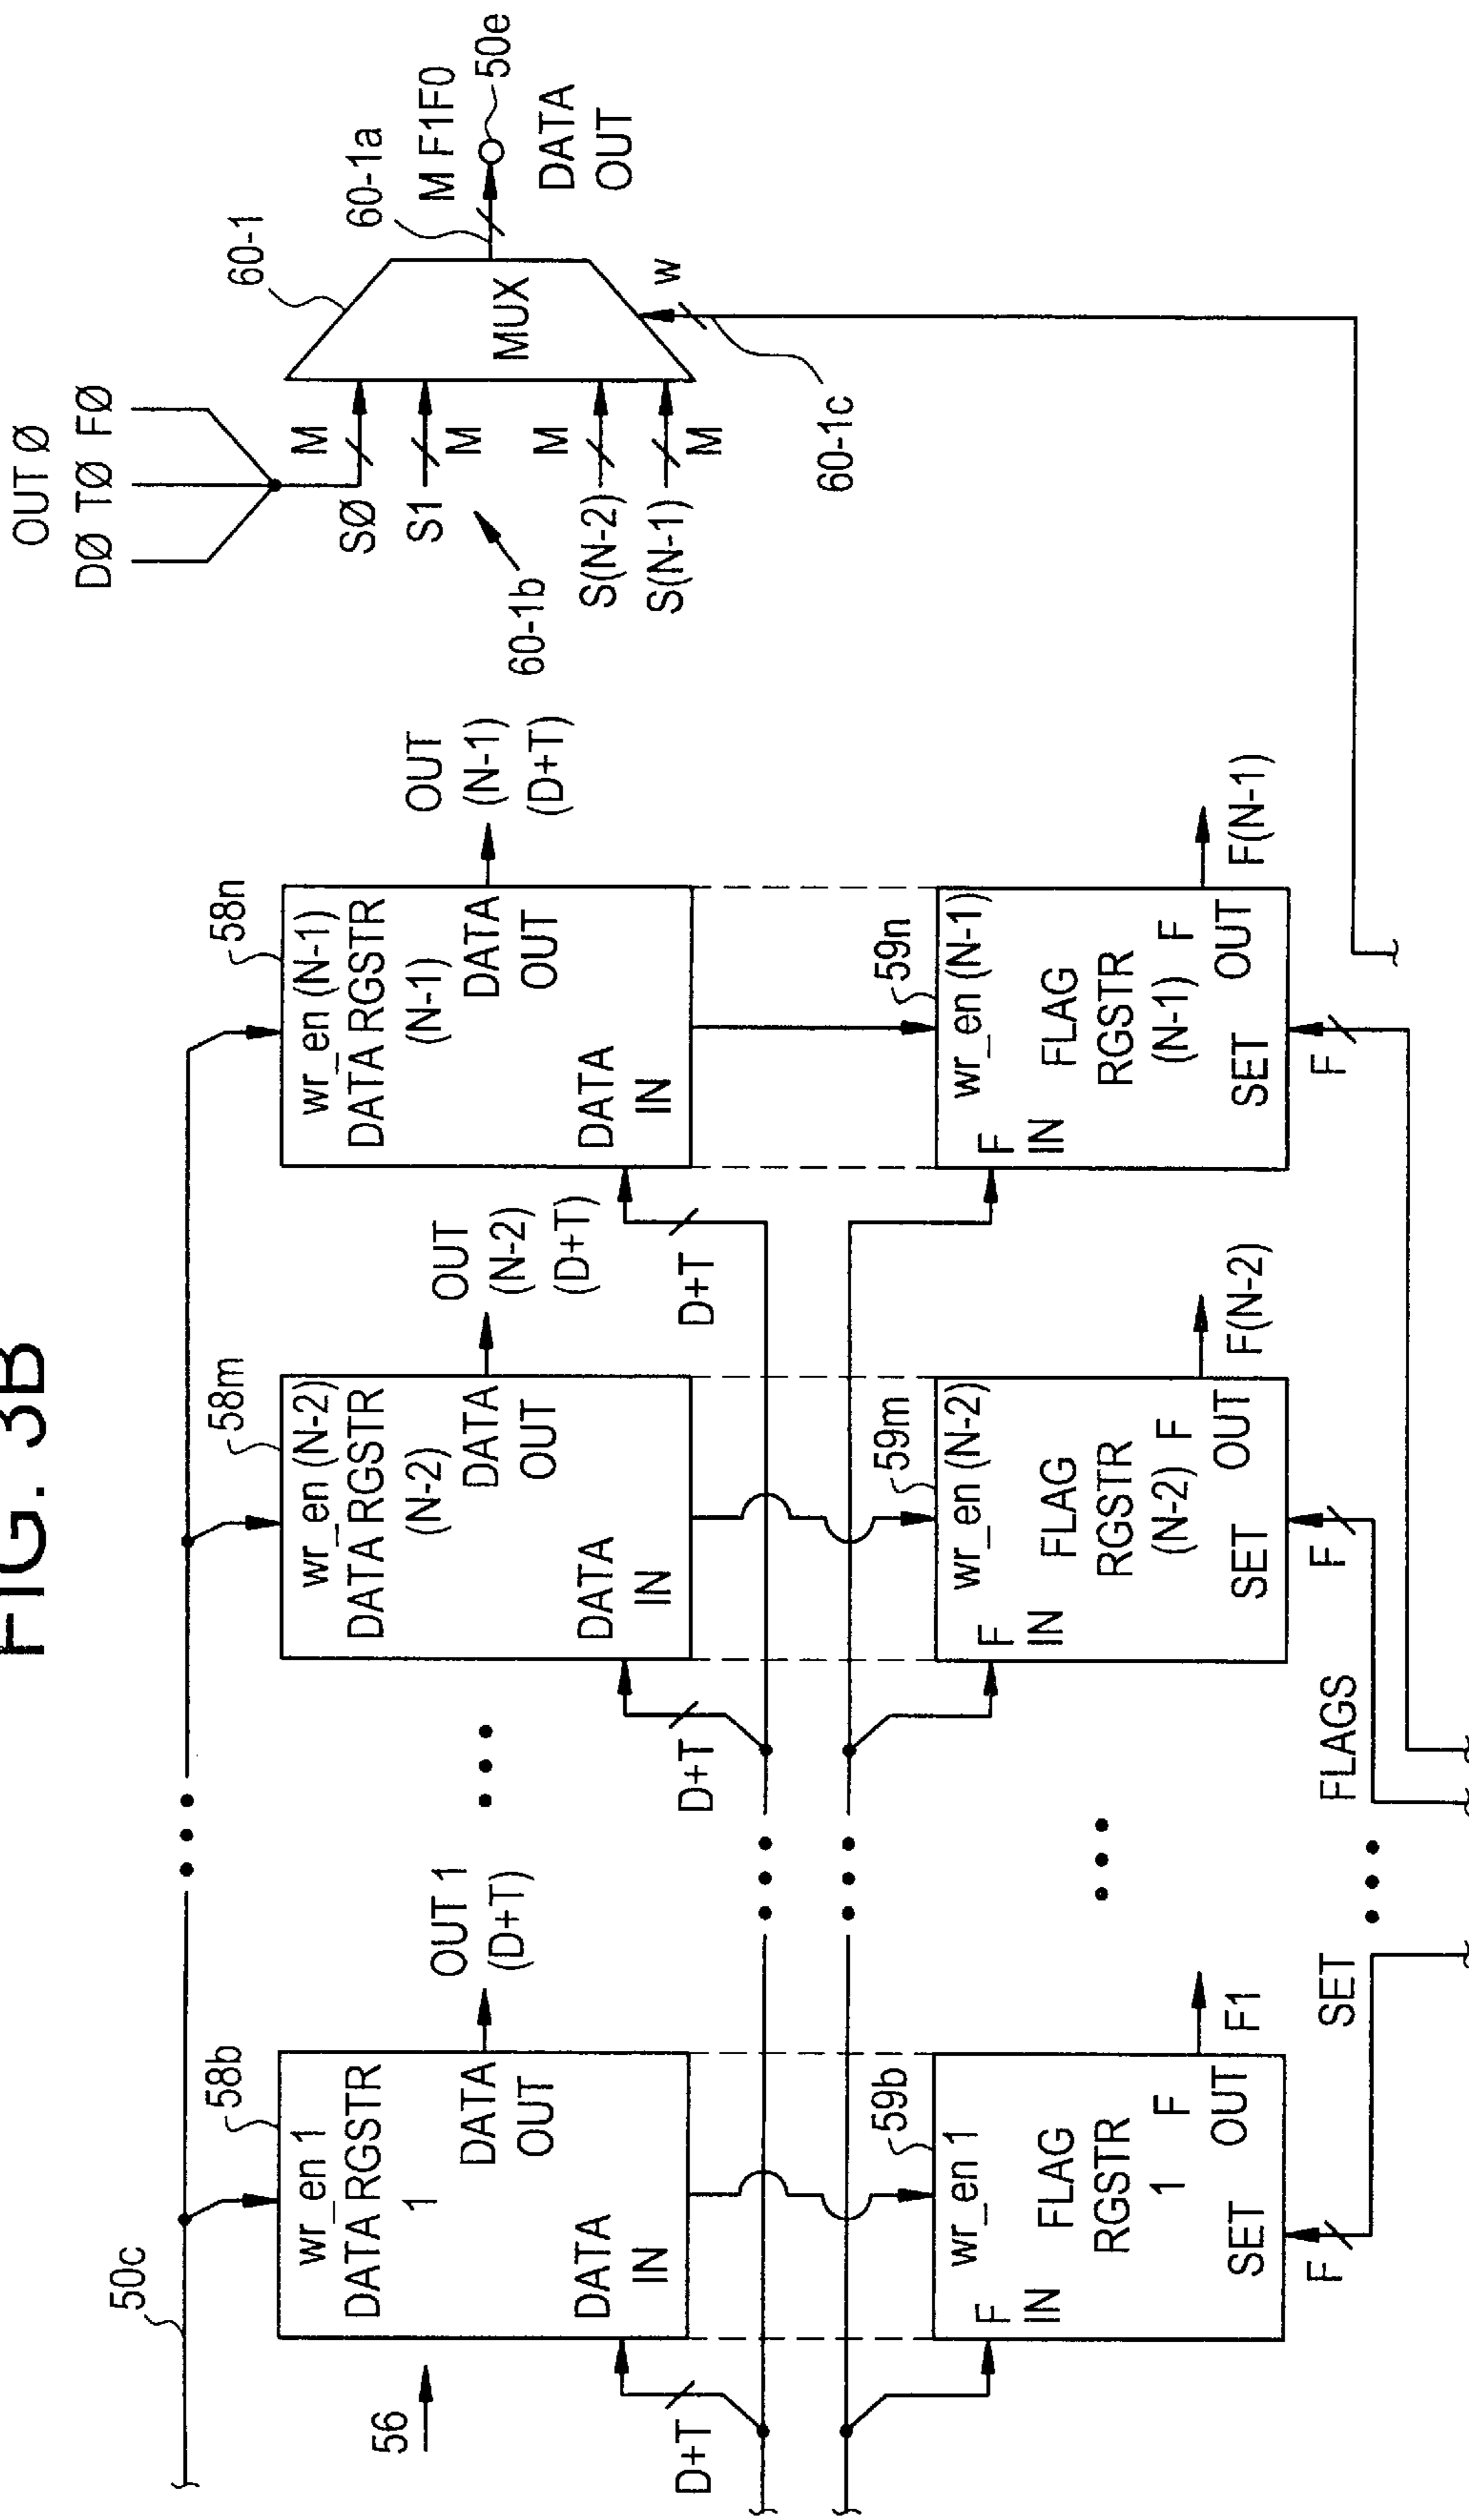 FIG. 3B
50c
56
58b
wr_en 1
DATA RGSTR
1
DATA
OUT
DATA
IN
D+T
OUT 1
(D+T)
59b
wr_en 1
F
IN
FLAG
RGSTR
1
F
OUT
SET
F
F1
SET
FLAGS
58m
wr_en (N-2)
DATA RGSTR
(N-2)
DATA
OUT
DATA
IN
D+T
OUT
(N-2)
(D+T)
59m
wr_en (N-2)
F
IN
FLAG
RGSTR
(N-2)
F
OUT
SET
F
F(N-2)
58n
wr_en (N-1)
DATA RGSTR
(N-1)
DATA
OUT
DATA
IN
D+T
OUT
(N-1)
(D+T)
59n
wr_en (N-1)
F
IN
FLAG
RGSTR
(N-1)
F
OUT
SET
F
F(N-1)
OUT Ø
DØ TØ FØ
SØ
M
S1
M
S(N-2)
M
S(N-1)
M
60-1b
60-1
MUX
60-1a
M F1F0
50e
DATA
OUT
W
60-1c